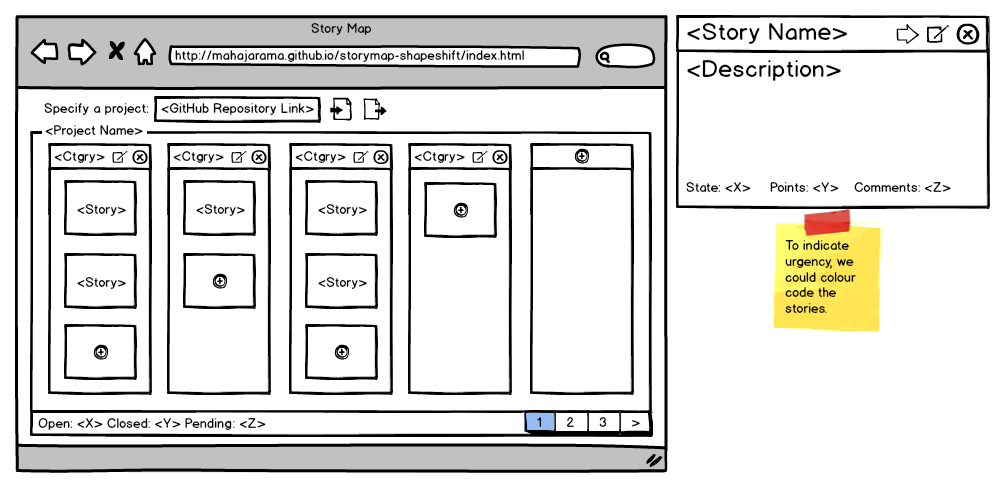 Story Map
http://mahajarama.github.io/storymap-shapeshift/index.html
Specify a project: <GitHub Repository Link>
<Project Name>
<Ctgry> <Ctgry> <Ctgry> <Ctgry>
<Story> <Story> <Story>
<Story> <Story>
Open: <X> Closed: <Y> Pending: <Z> 1 2 3 >
<Story Name>
<Description>
State: <X> Points: <Y> Comments: <Z>
To indicate
urgency, we
could colour
code the
stories.